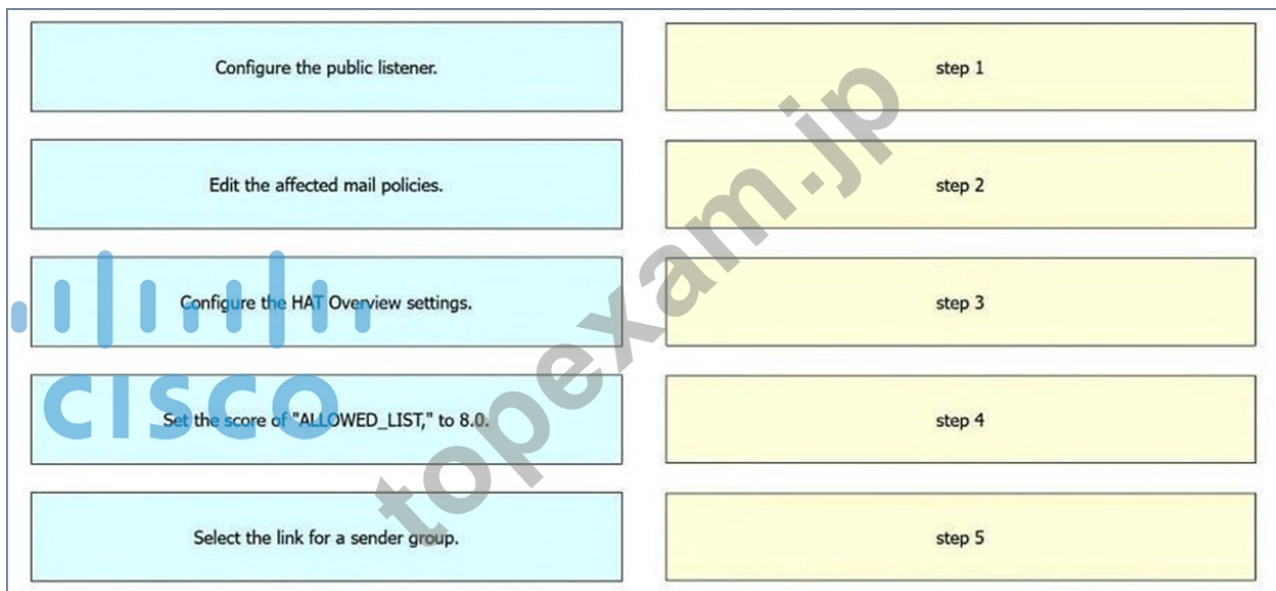 Configure the public listener.
step 1
Edit the affected mail policies.
step 2
Configure the HAT Overview settings.
step 3
Set the score of "ALLOWED_LIST," to 8.0.
step 4
Select the link for a sender group.
step 5
CISCO
topexam.jp